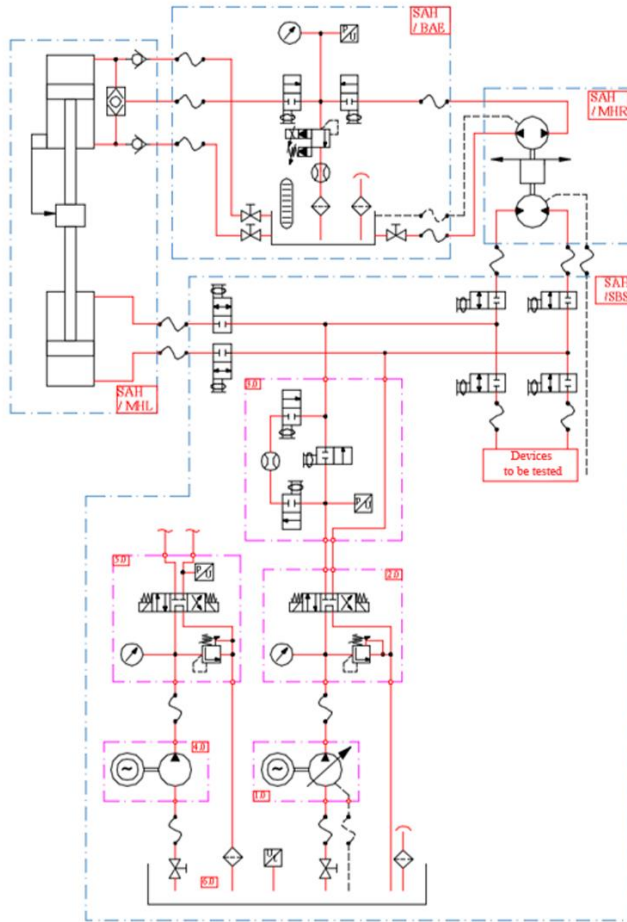 SAH
/ BAE
P
U
SAH
/ MHR
SAH
/SBS
SAH
/ MHL
3.0
P
U
Devices
to be tested
5.0
P
U
2.0
4.0
1.0
6.0